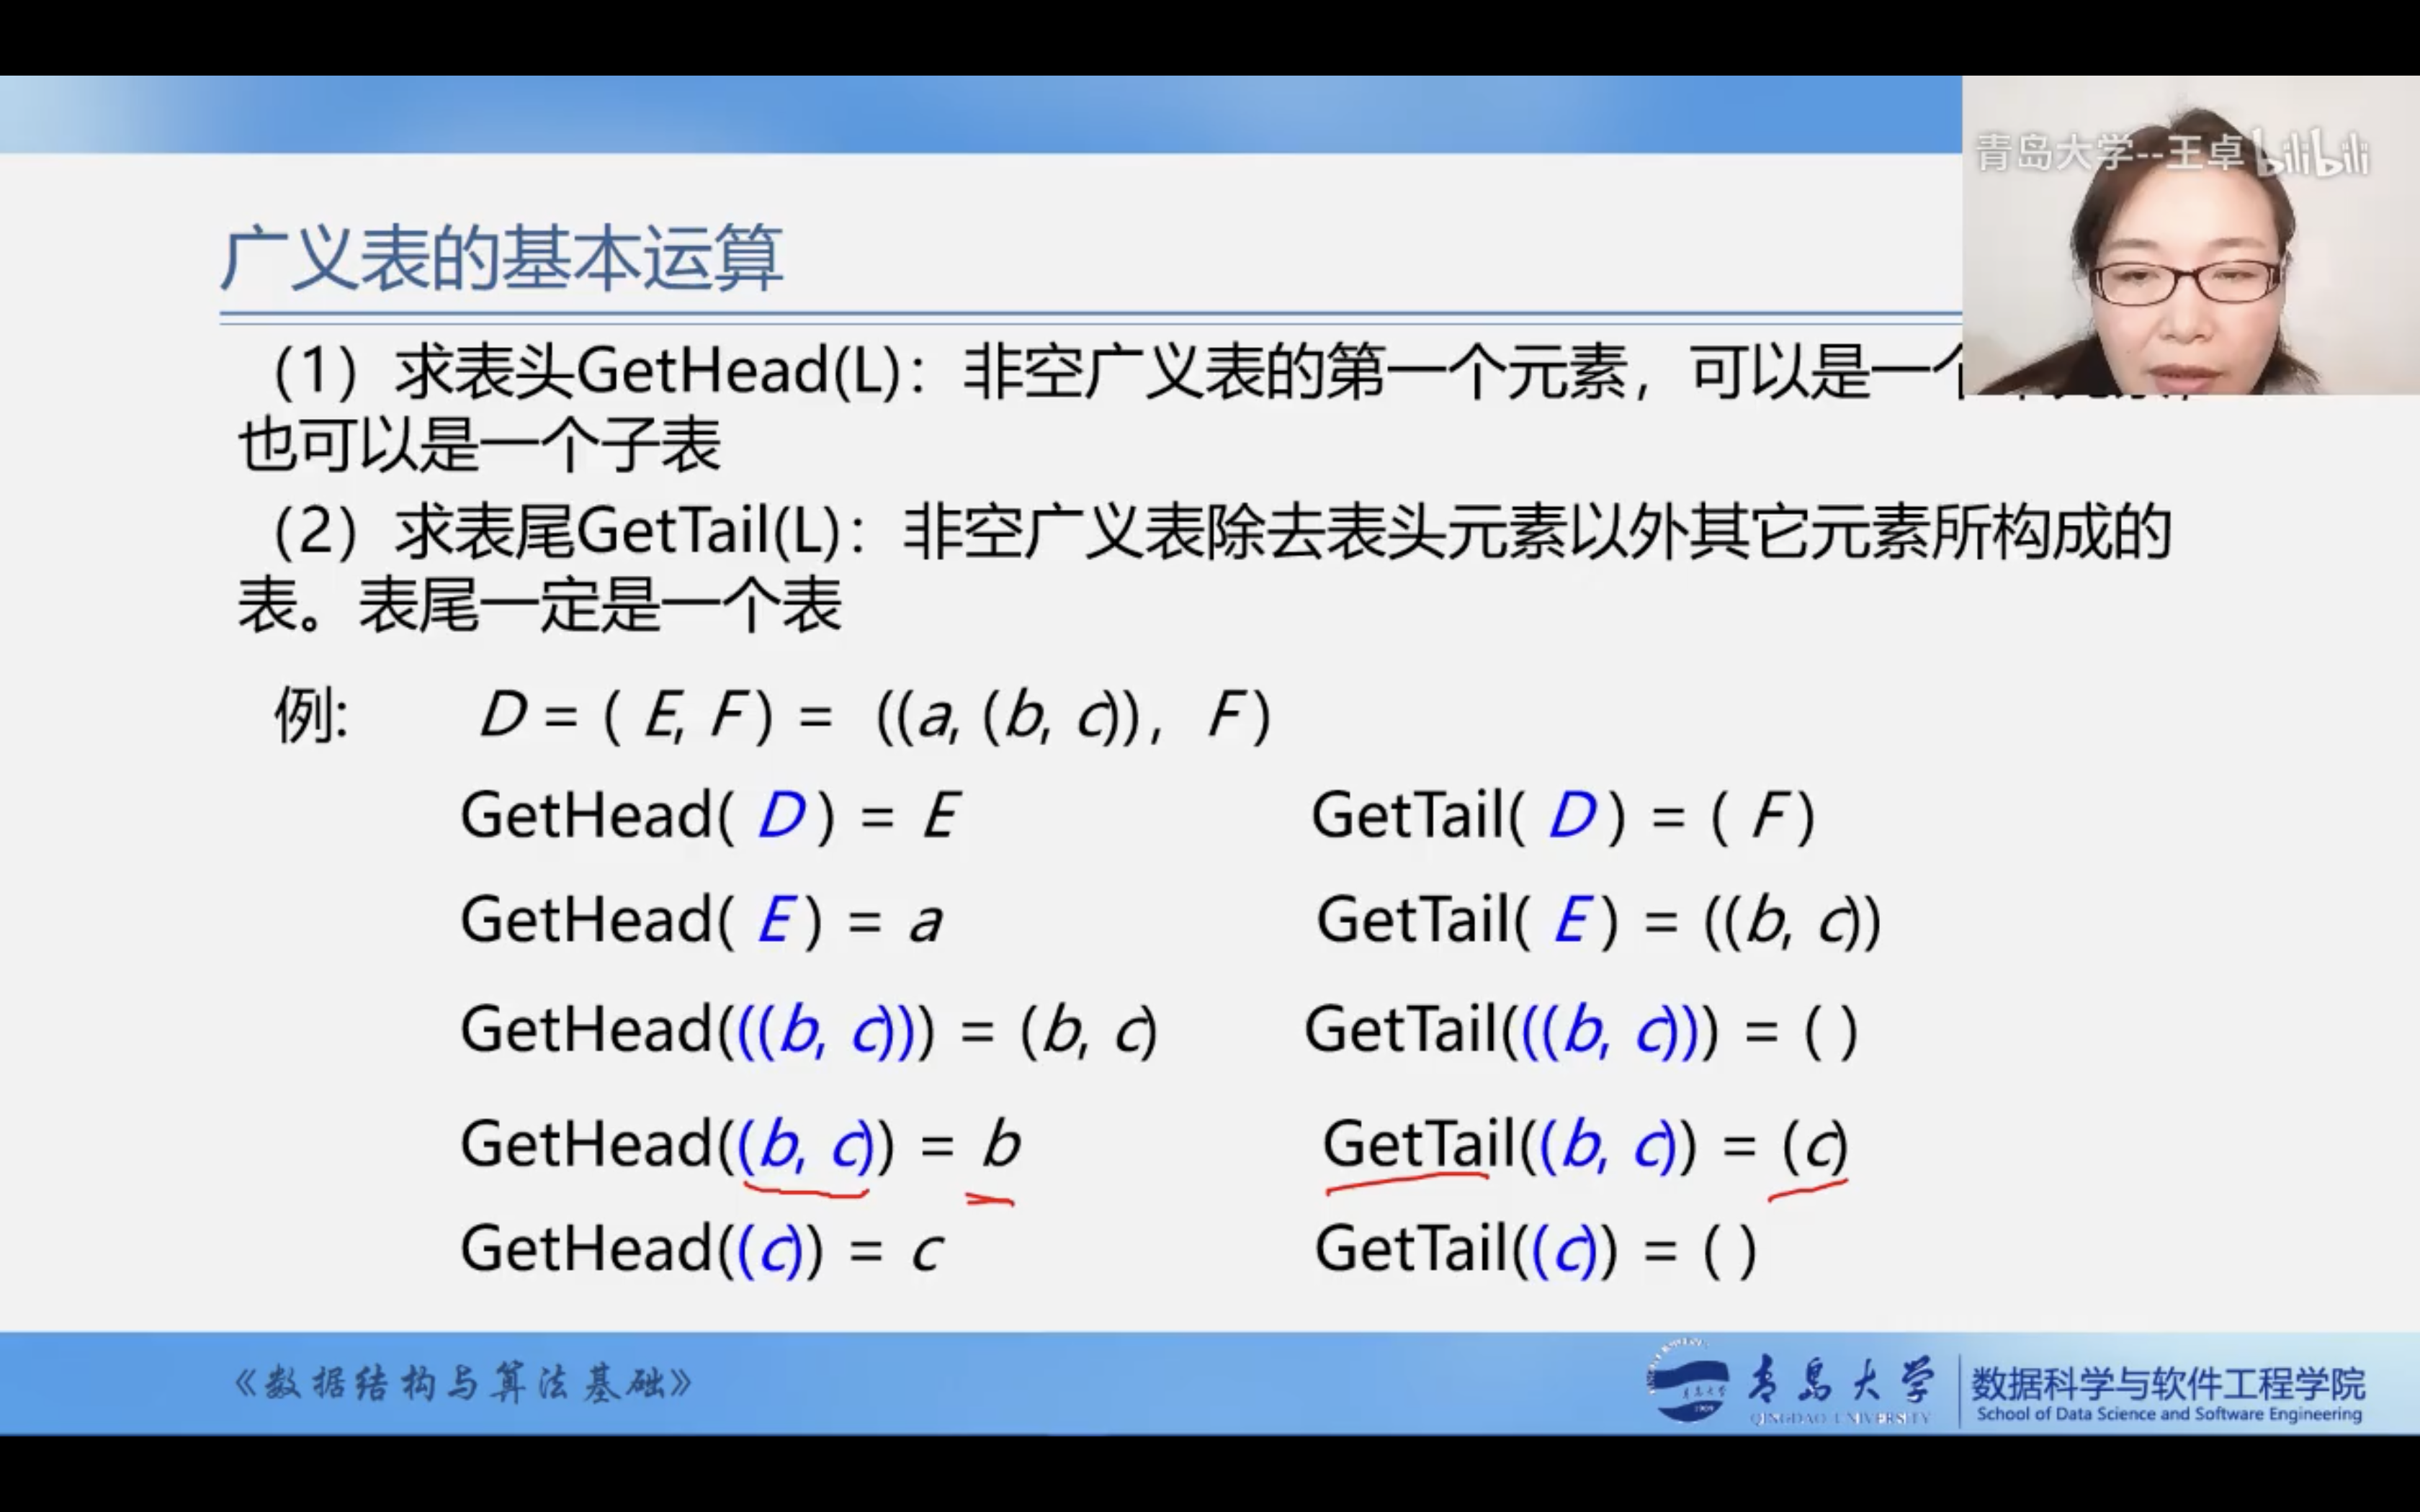 青岛大学--王卓 bilibili
广义表的基本运算
（1）求表头GetHead(L)：非空广义表的第一个元素，可以是一个
也可以是一个子表
（2）求表尾GetTail(L)：非空广义表除去表头元素以外其它元素所构成的
表。表尾一定是一个表
例: D = ( E, F ) = ((a, (b, c)), F )
GetHead( D ) = E GetTail( D ) = ( F )
GetHead( E ) = a GetTail( E ) = ((b, c))
GetHead(((b, c))) = (b, c) GetTail(((b, c))) = ( )
GetHead((b, c)) = b GetTail((b, c)) = (c)
GetHead((c)) = c GetTail((c)) = ( )
《数据结构与算法基础》
青岛大学
QINGDAO UNIVERSITY
1909
数据科学与软件工程学院
School of Data Science and Software Engineering